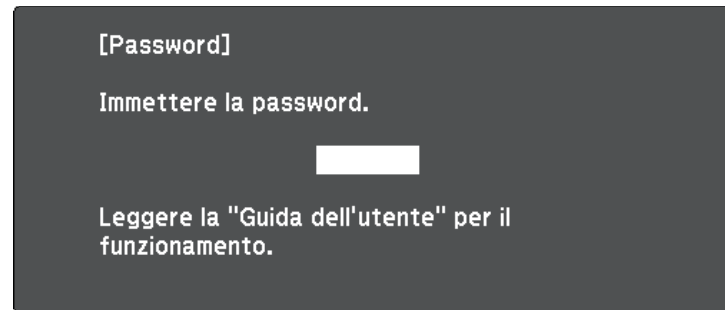 [Password]
Immettere la password.
Leggere la "Guida dell'utente" per il
funzionamento.